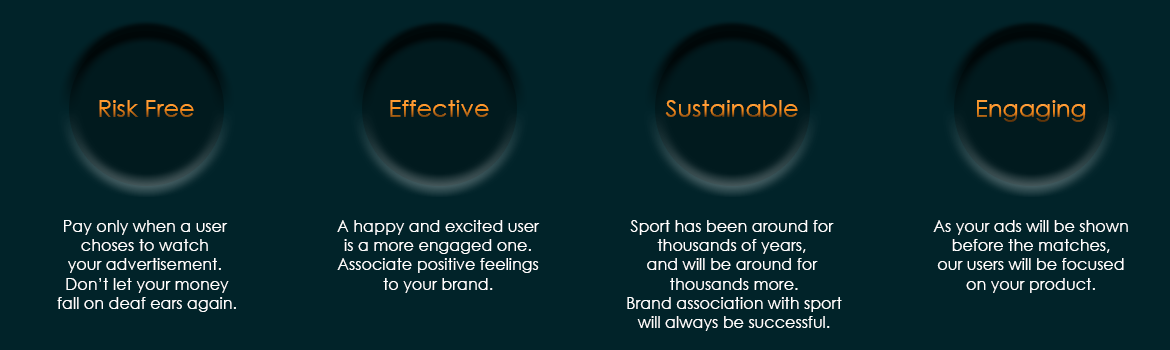 Risk Free
Pay only when a user
choses to watch
your advertisement.
Don't let your money
fall on deaf ears again.
Effective
A happy and excited user
is a more engaged one.
Associate positive feelings
to your brand.
Sustainable
Sport has been around for
thousands of years,
and will be around for
thousands more.
Brand association with sport
will always be successful.
Engaging
As your ads will be shown
before the matches,
our users will be focused
on your product.